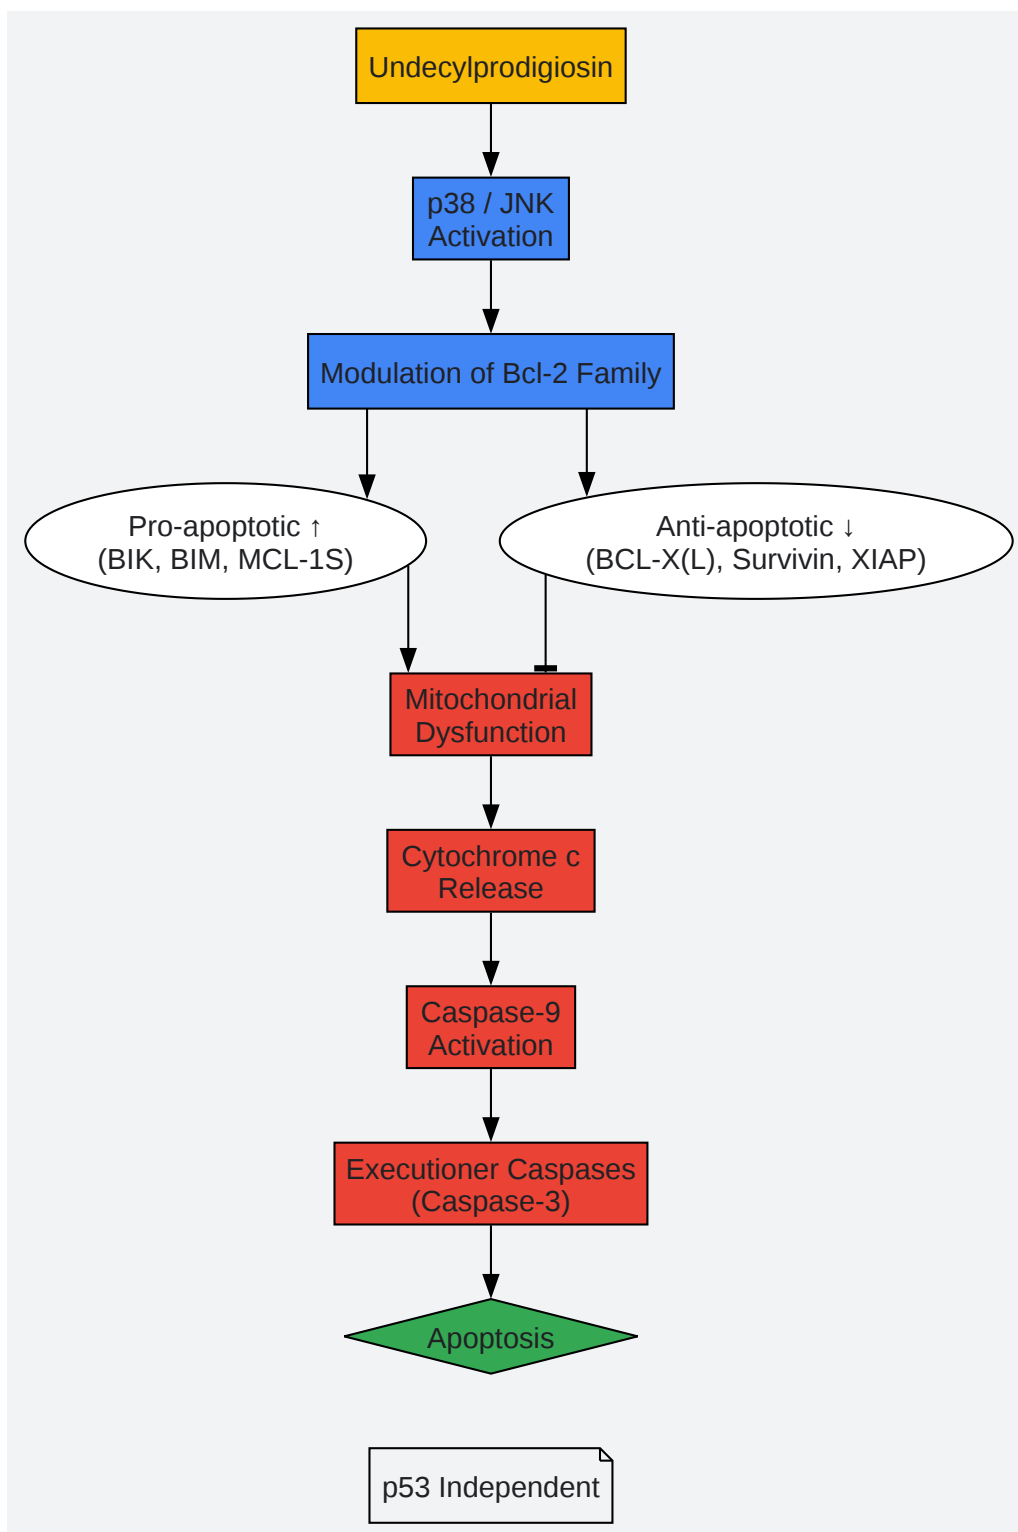 Undecylprodigiosin
p38 / JNK
Activation
Modulation of Bcl-2 Family
Pro-apoptotic ↑
(BIK, BIM, MCL-1S)
Anti-apoptotic ↓
(BCL-X(L), Survivin, XIAP)
Mitochondrial
Dysfunction
Cytochrome c
Release
Caspase-9
Activation
Executioner Caspases
(Caspase-3)
Apoptosis
p53 Independent